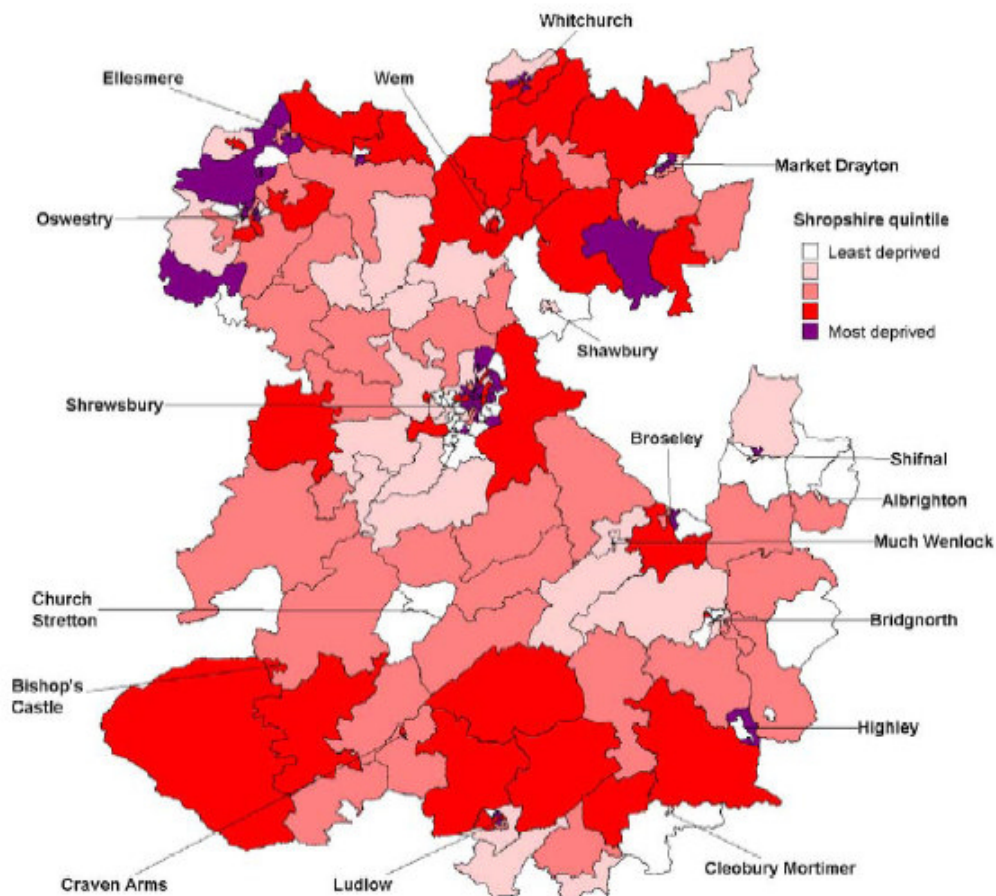 Whitchurch
Ellesmere
Wem
Market Drayton
Oswestry
Shropshire quintile
Least deprived
Most deprived
Shawbury
Shrewsbury
Broseley
Shifnal
Albrighton
Much Wenlock
Church
Stretton
Bridgnorth
Bishop's
Castle
Highley
Cleobury Mortimer
Craven Arms
Ludlow